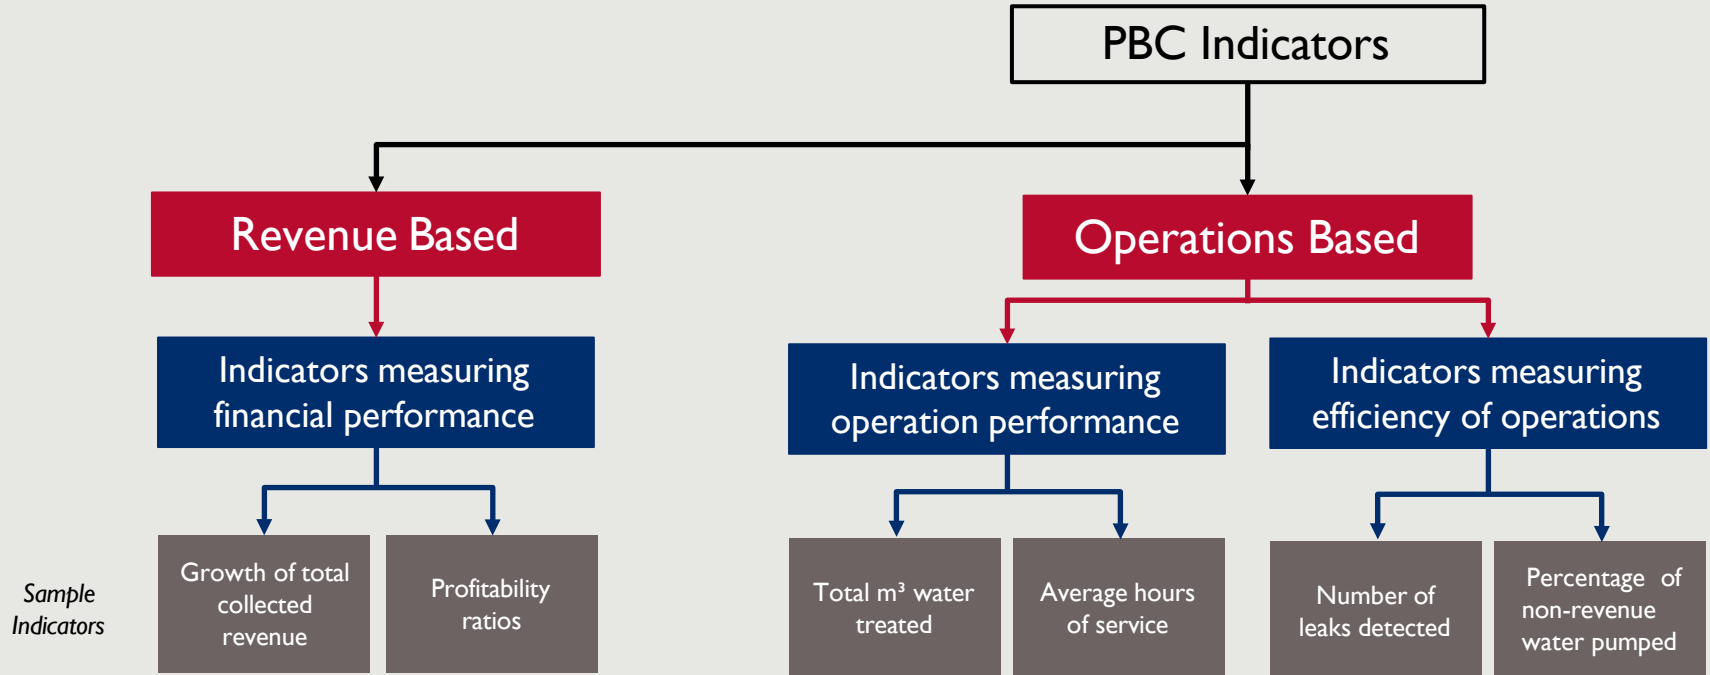 PBC Indicators
Revenue Based
Operations Based
Indicators measuring
financial performance
Indicators measuring
operation performance
Indicators measuring
efficiency of operations
Sample
Indicators
Growth of total
collected
revenue
Profitability
ratios
Total m³ water
treated
Average hours
of service
Number of
leaks detected
Percentage of
non-revenue
water pumped